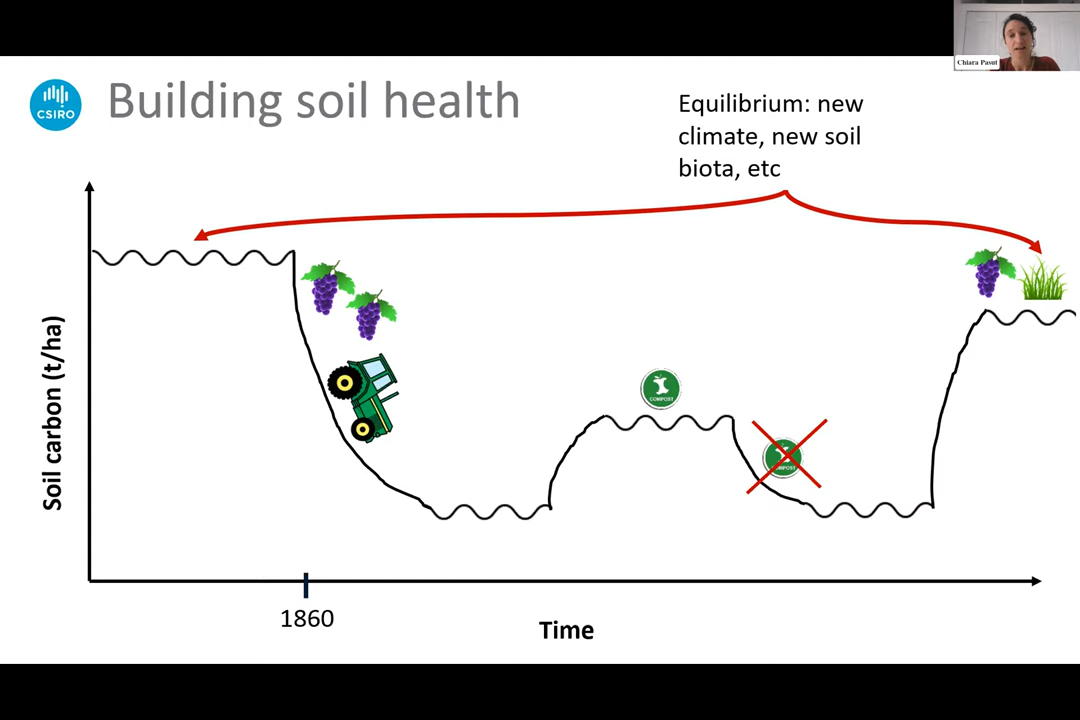 Chiara Pasut
CSIRO
Building soil health
Equilibrium: new
climate, new soil
biota, etc
Soil carbon (t/ha)
COMPOST
1860
Time